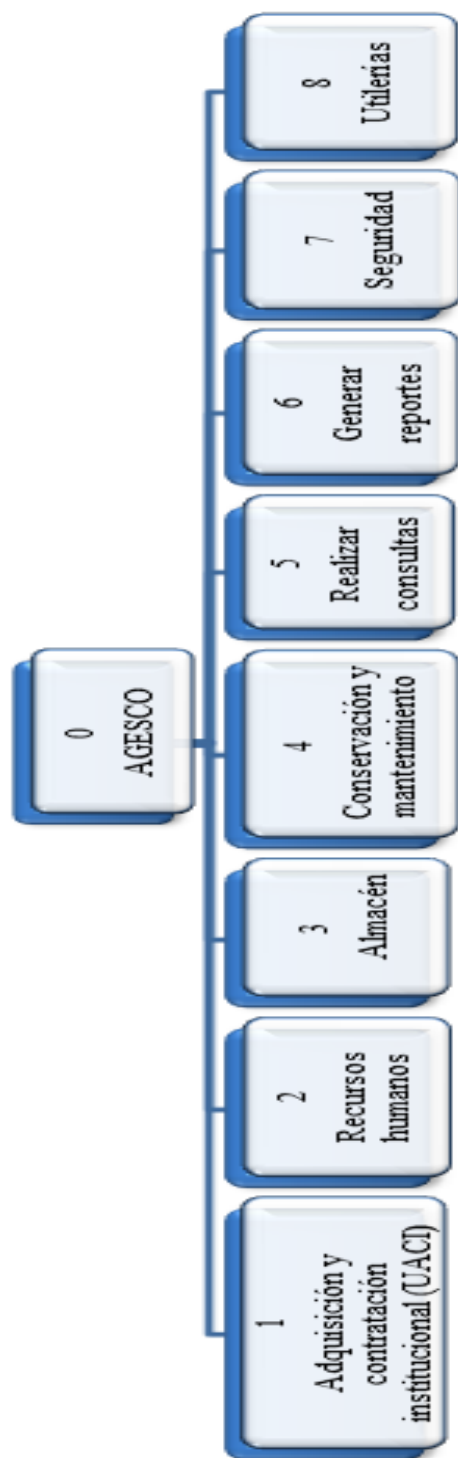 0
AGESCO
1
Adquisición y
contratación
institucional (UACI)
2
Recursos
humanos
3
Almacén
4
Conservación y
mantenimiento
5
Realizar
consultas
6
Generar
reportes
7
Seguridad
8
Utilerías